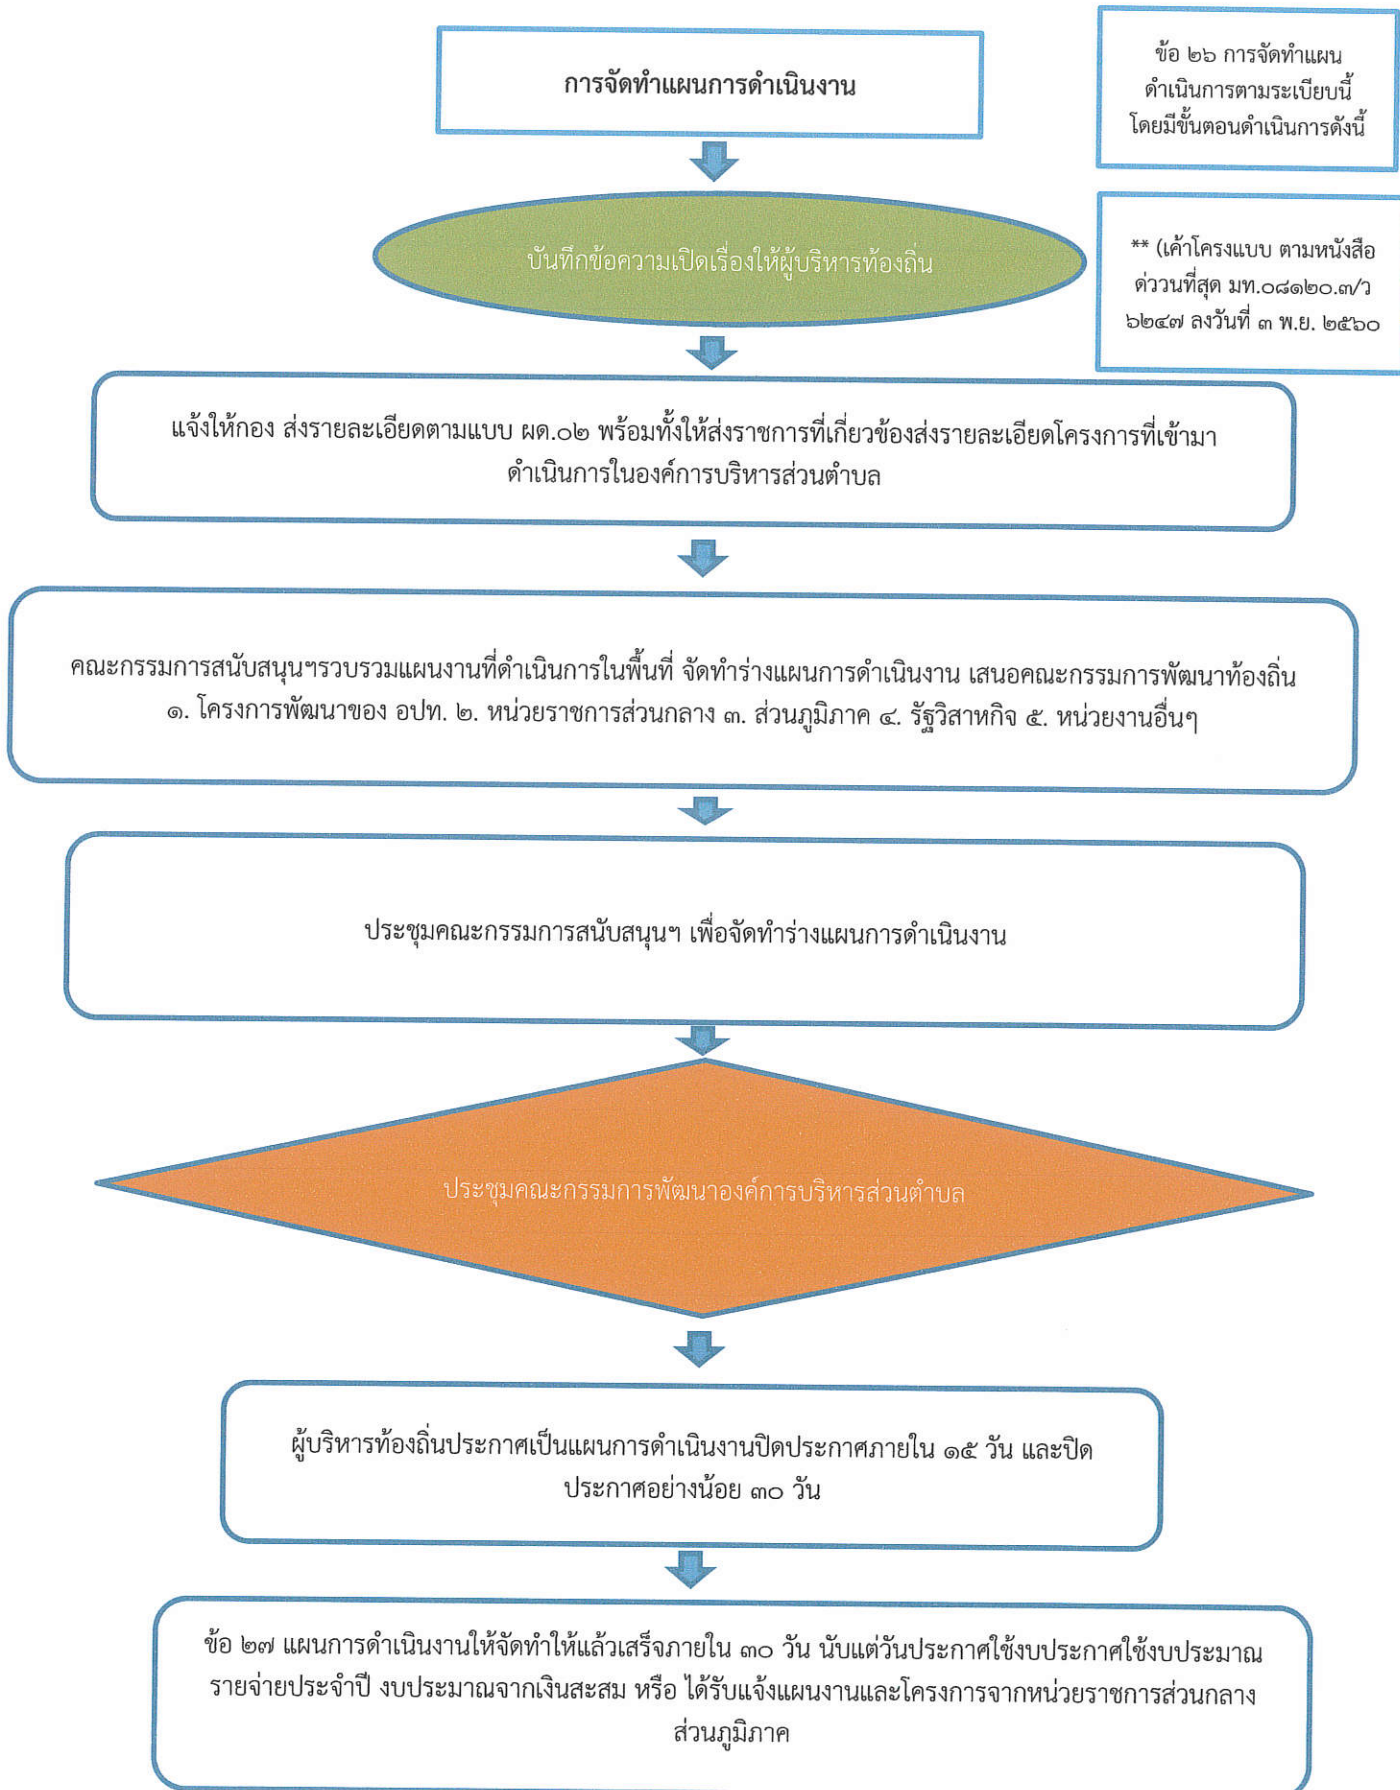 การจัดทำแผนการดำเนินงาน
ข้อ ๒๖ การจัดทำแผน
ดำเนินการตามระเบียบนี้
โดยมีขั้นตอนดำเนินการดังนี้
บันทึกข้อความเปิดเรื่องให้ผู้บริหารท้องถิ่น
** (เค้าโครงแบบ ตามหนังสือ
ด่วนที่สุด มท.๐๘๑๒๐.๓/ว
๖๒๔๗ ลงวันที่ ๓ พ.ย. ๒๕๖๐
แจ้งให้กอง ส่งรายละเอียดตามแบบ ผด.๐๒ พร้อมทั้งให้ส่งราชการที่เกี่ยวข้องส่งรายละเอียดโครงการที่เข้ามา
ดำเนินการในองค์การบริหารส่วนตำบล
คณะกรรมการสนับสนุนฯรวบรวมแผนงานที่ดำเนินการในพื้นที่ จัดทำร่างแผนการดำเนินงาน เสนอคณะกรรมการพัฒนาท้องถิ่น
๑. โครงการพัฒนาของ อปท. ๒. หน่วยราชการส่วนกลาง ๓. ส่วนภูมิภาค ๔. รัฐวิสาหกิจ ๕. หน่วยงานอื่นๆ
ประชุมคณะกรรมการสนับสนุนฯ เพื่อจัดทำร่างแผนการดำเนินงาน
ประชุมคณะกรรมการพัฒนาองค์การบริหารส่วนตำบล
ผู้บริหารท้องถิ่นประกาศเป็นแผนการดำเนินงานปิดประกาศภายใน ๑๕ วัน และปิด
ประกาศอย่างน้อย ๓๐ วัน
ข้อ ๒๗ แผนการดำเนินงานให้จัดทำให้แล้วเสร็จภายใน ๓๐ วัน นับแต่วันประกาศใช้งบประกาศใช้งบประมาณ
รายจ่ายประจำปี งบประมาณจากเงินสะสม หรือ ได้รับแจ้งแผนงานและโครงการจากหน่วยราชการส่วนกลาง
ส่วนภูมิภาค